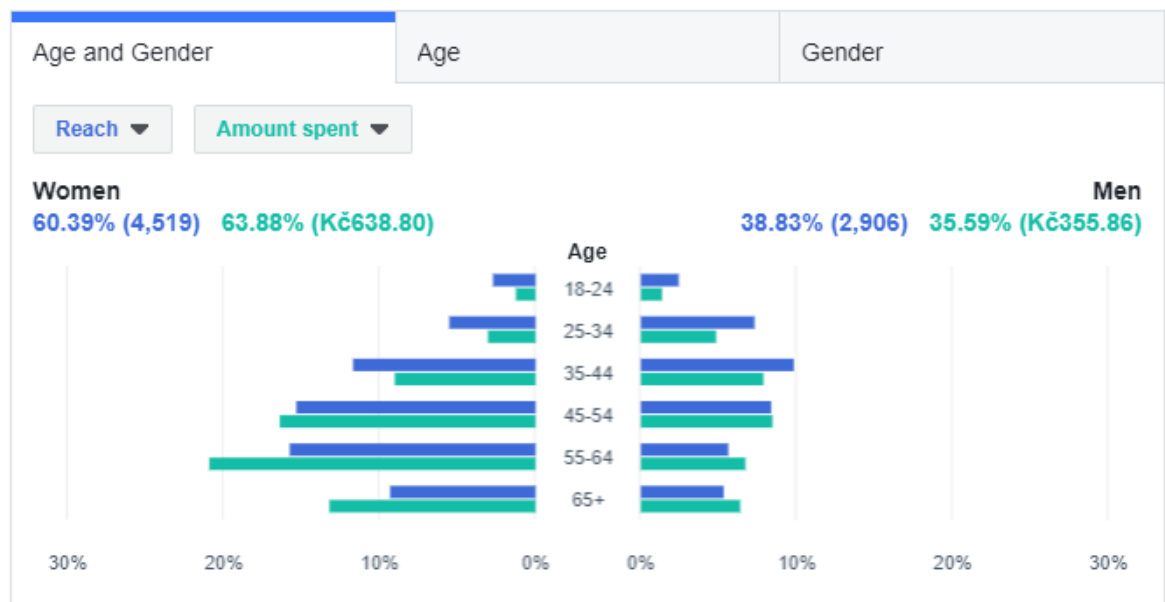 Age and Gender Age Gender
Reach Amount spent
Women Men
60.39% (4,519) 63.88% (Kč638.80) 38.83% (2,906) 35.59% (Kč355.86)
Age
18-24
25-34
35-44
45-54
55-64
65+
30% 20% 10% 0% 0% 10% 20% 30%